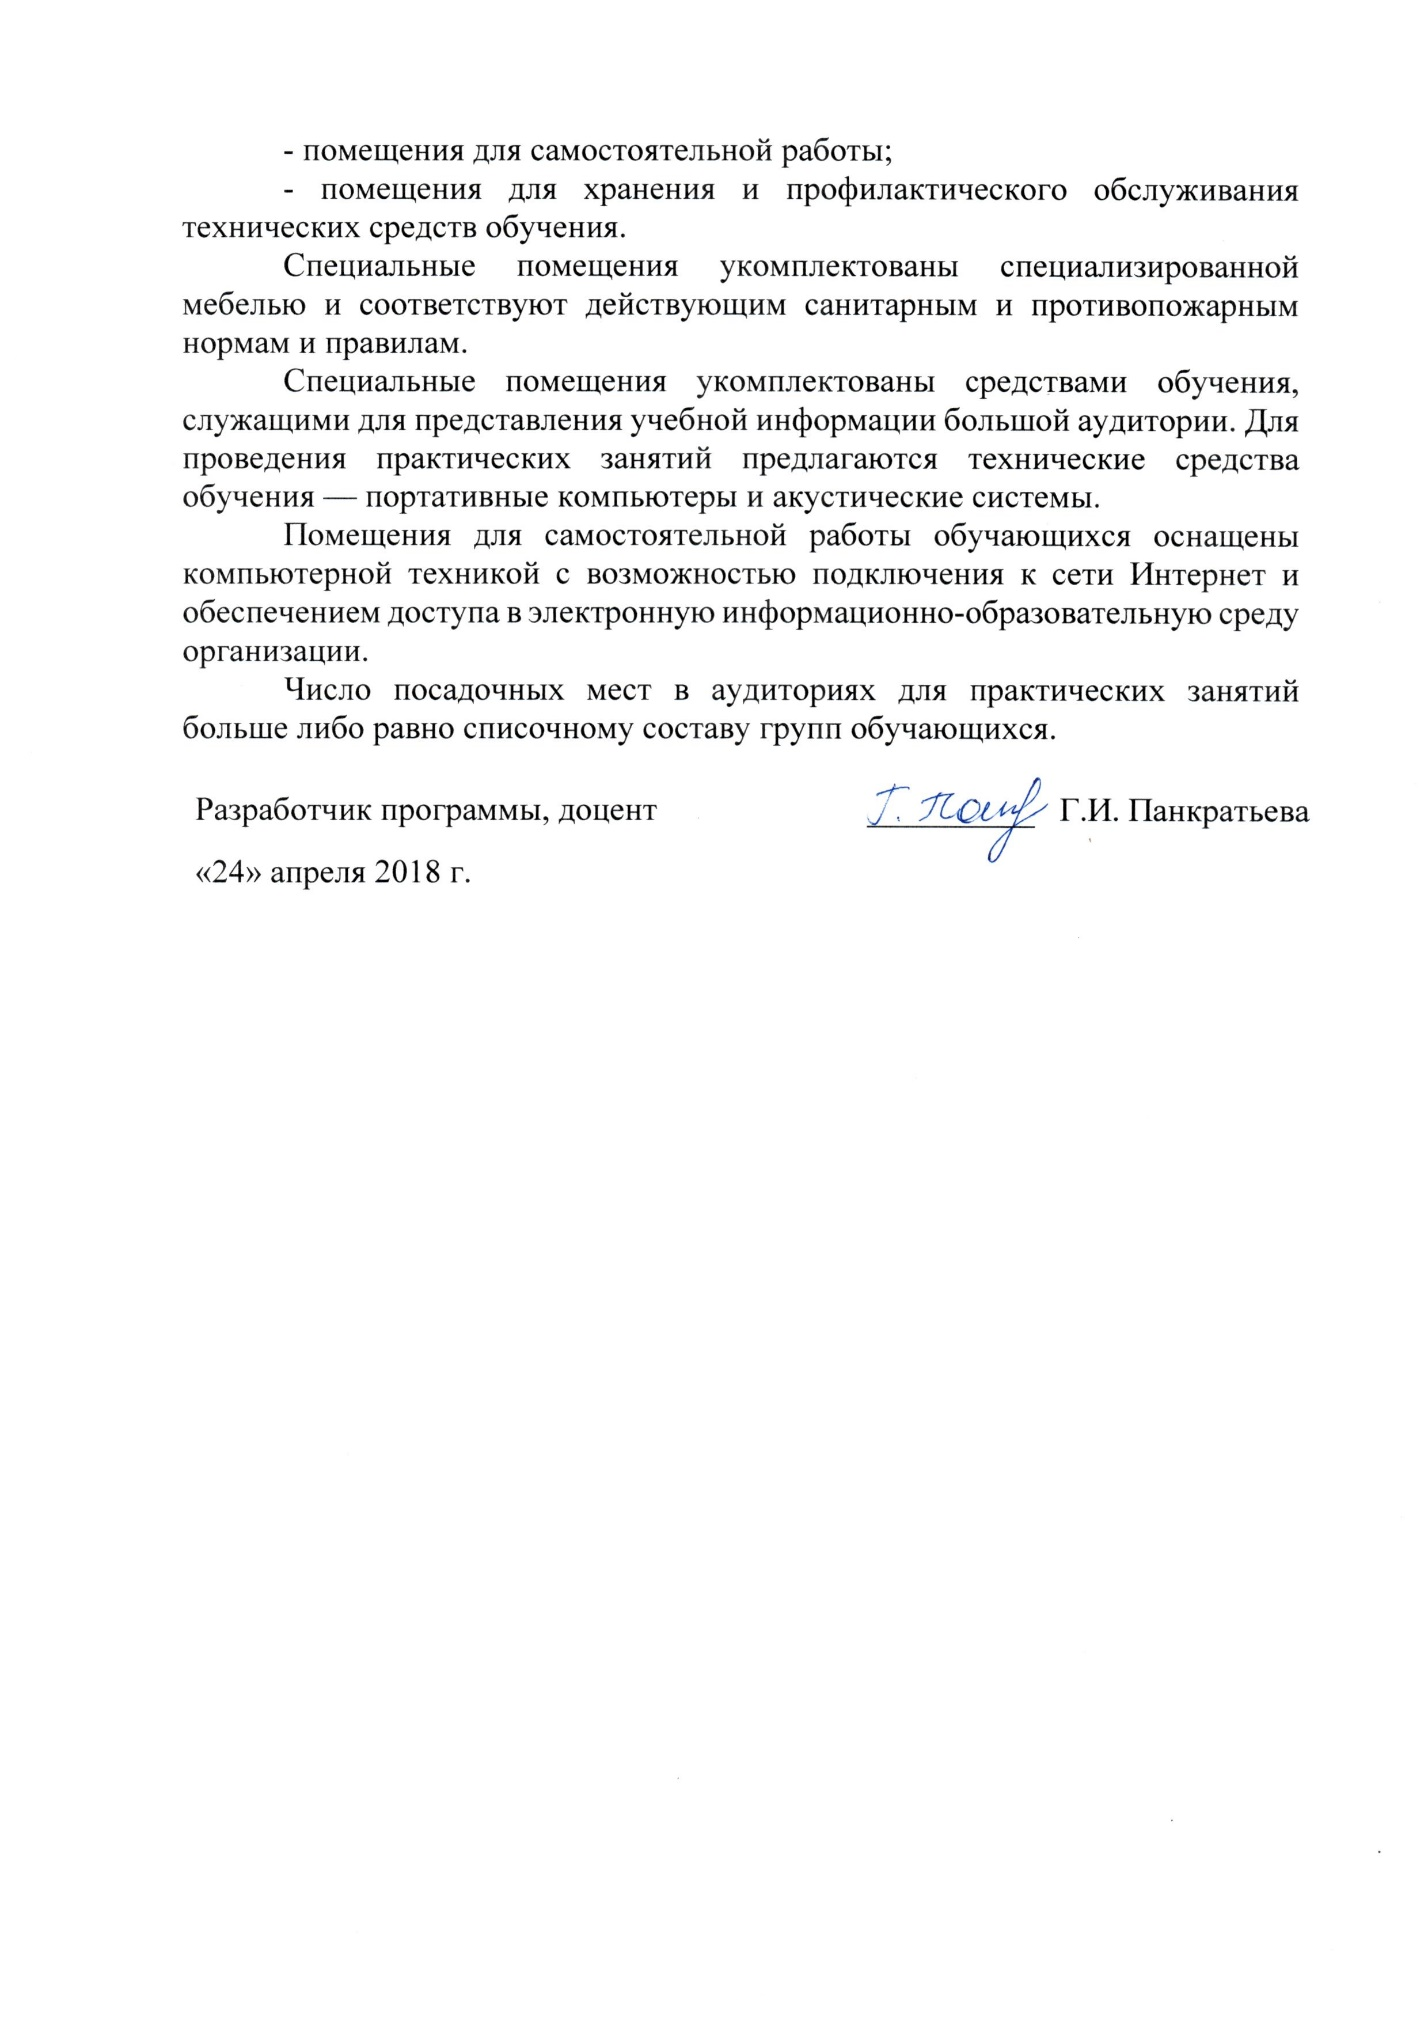 - помещения для самостоятельной работы;
- помещения для хранения и профилактического обслуживания
технических средств обучения.
Специальные помещения укомплектованы специализированной
мебелью и соответствуют действующим санитарным и противопожарным
нормам и правилам.
Специальные помещения укомплектованы средствами обучения,
служащими для представления учебной информации большой аудитории. Для
проведения практических занятий предлагаются технические средства
обучения — портативные компьютеры и акустические системы.
Помещения для самостоятельной работы обучающихся оснащены
компьютерной техникой с возможностью подключения к сети Интернет и
обеспечением доступа в электронную информационно-образовательную среду
организации.
Число посадочных мест в аудиториях для практических занятий
больше либо равно списочному составу групп обучающихся.
Разработчик программы, доцент Г. Г.И. Панкратьева
«24» апреля 2018 г.